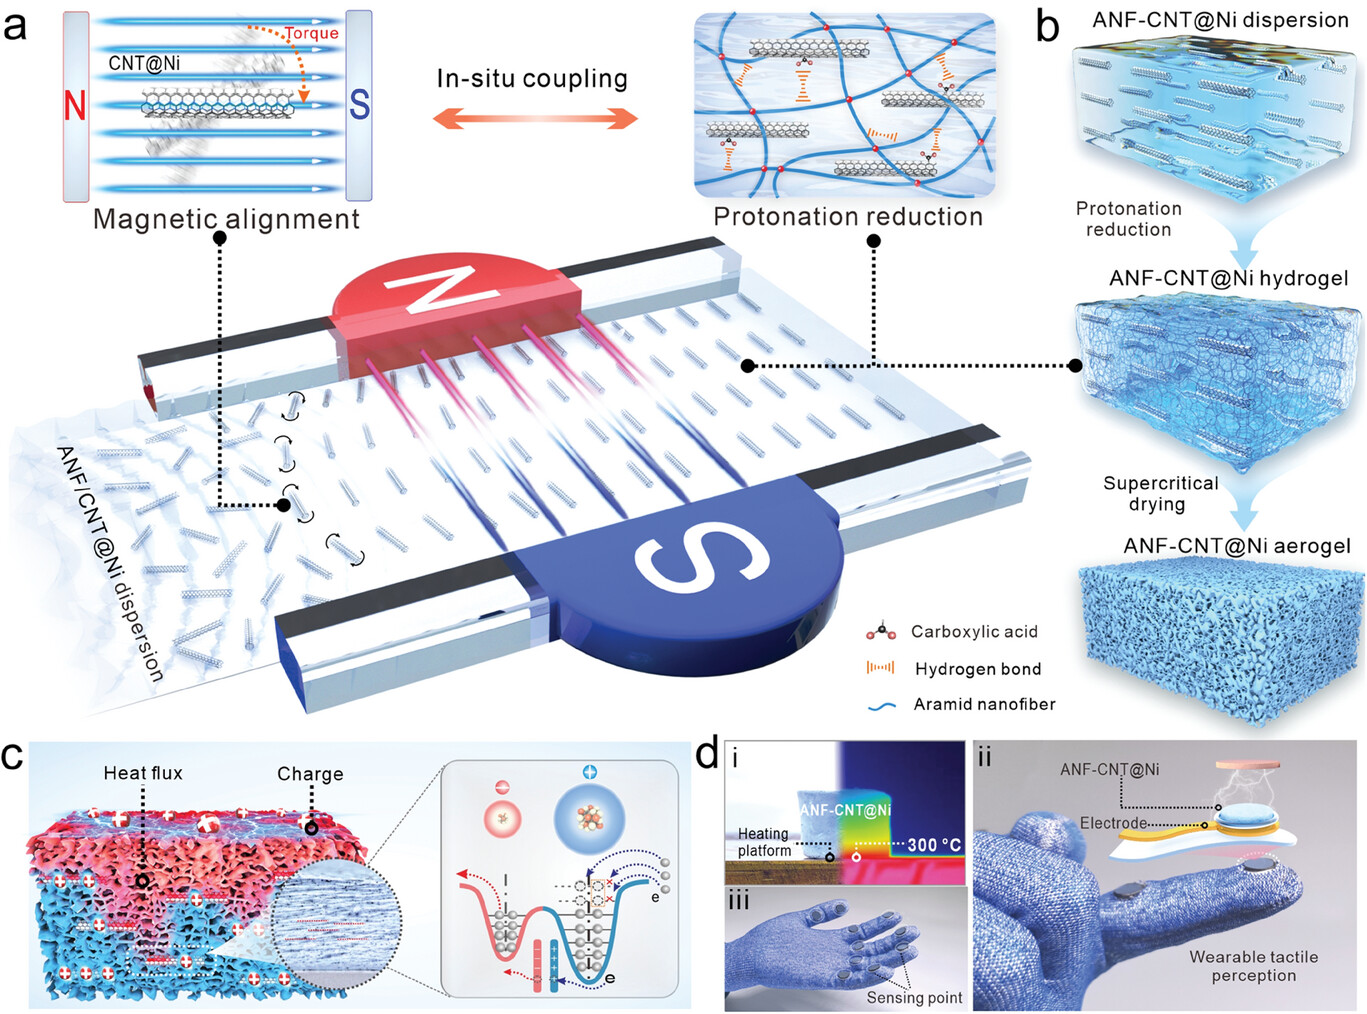 a
N
S
Torque
CNT@Ni
Magnetic alignment
In-situ coupling
Protonation reduction
N
S
ANF/CNT@Ni dispersion
Carboxylic acid
Hydrogen bond
Aramid nanofiber
b
ANF-CNT@Ni dispersion
Protonation
reduction
ANF-CNT@Ni hydrogel
Supercritical
drying
ANF-CNT@Ni aerogel
c
Heat flux
Charge
e
e
d
i
ANF-CNT@Ni
Heating
platform
300 °C
ii
ANF-CNT@Ni
Electrode
Wearable tactile
perception
iii
Sensing point